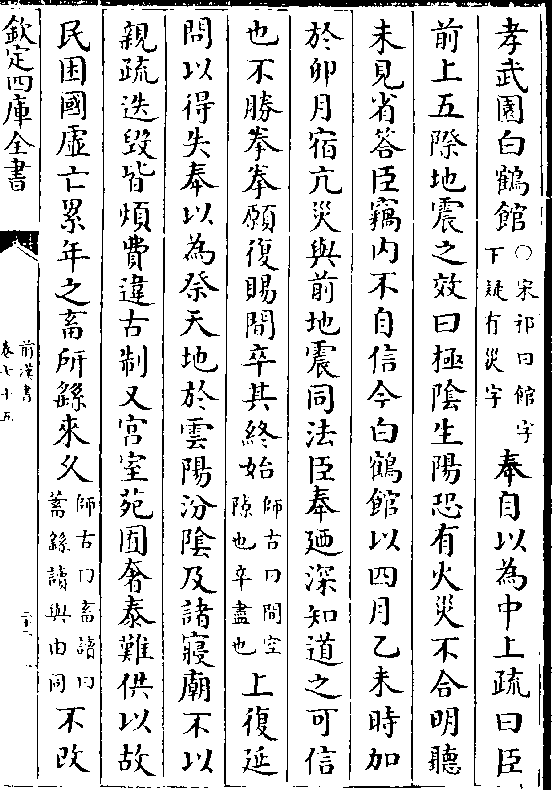 孝武園白鶴館
○宋祁曰館字
下疑有災字
奉自以為中上疏曰臣
前上五際地震之效曰極陰生陽恐有火災不合明聽
未見省答臣竊内不自信今白鶴館以四月乙未時加
於卯月宿亢災與前地震同法臣奉廼深知道之可信
也不勝拳拳願復賜間卒其終始
師古曰間空
隙也卒盡也
上復延
問以得失奉以為祭天地於雲陽汾陰及諸寢廟不以
親疏迭毁皆煩費違古制又宫室苑囿奢泰難供以故
民困國虚亡累年之畜所繇來乆
師古曰畜讀曰
蓄繇讀與由同
不改
欽定四庫全書
前漢書
卷七十五